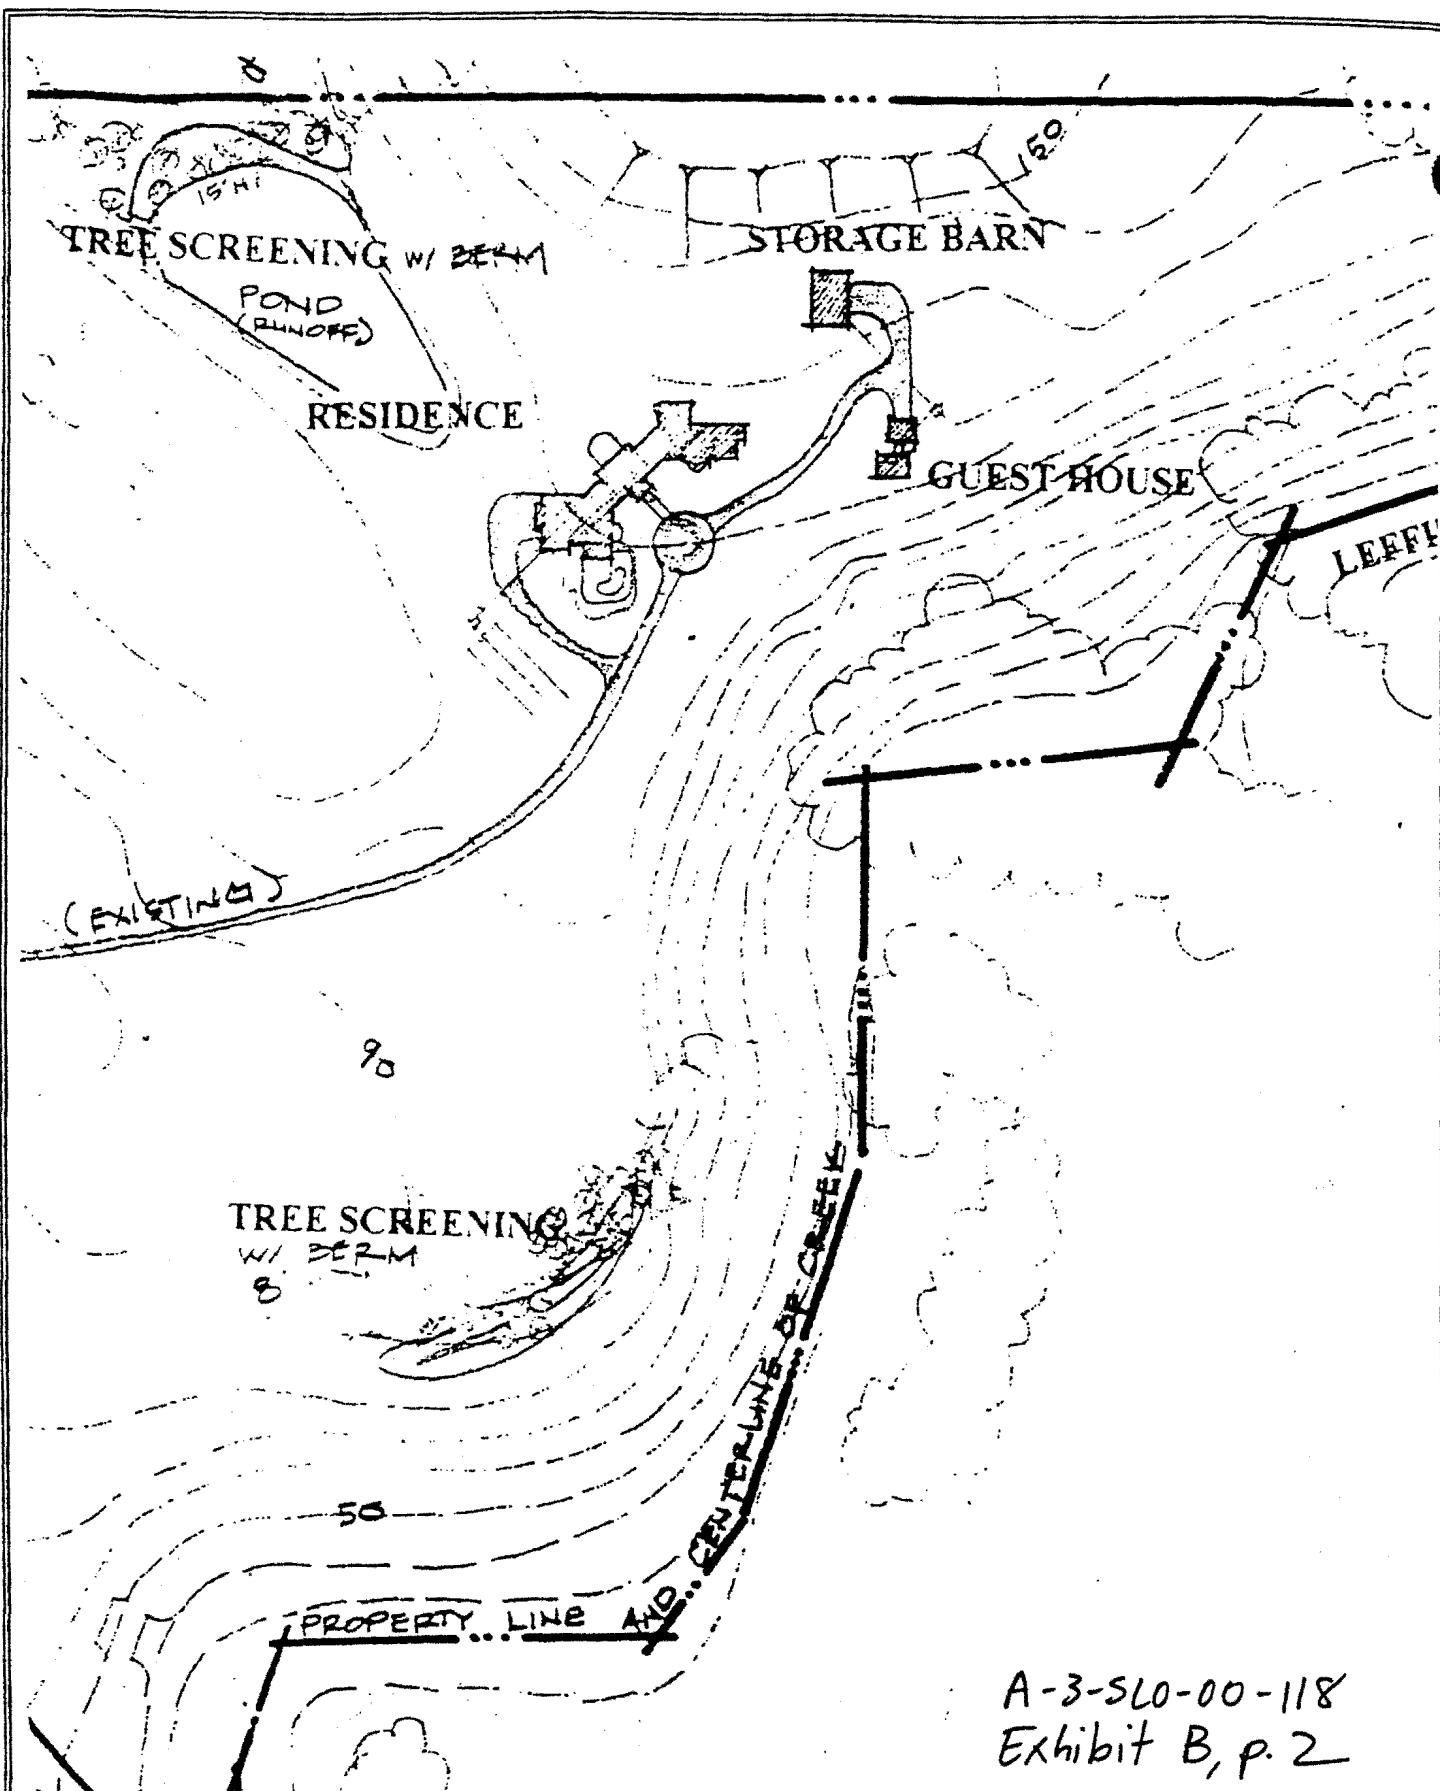 150
15' HI
TREE SCREENING W/ BERM
STORAGE BARN
POND
(RUNOFF)
RESIDENCE
GUEST HOUSE
(EXISTING)
90
TREE SCREENING
W/ BERM
8
50
PROPERTY LINE AND CENTERLINE OF CREEK
A-3-SLO-00-118
Exhibit B, p. 2